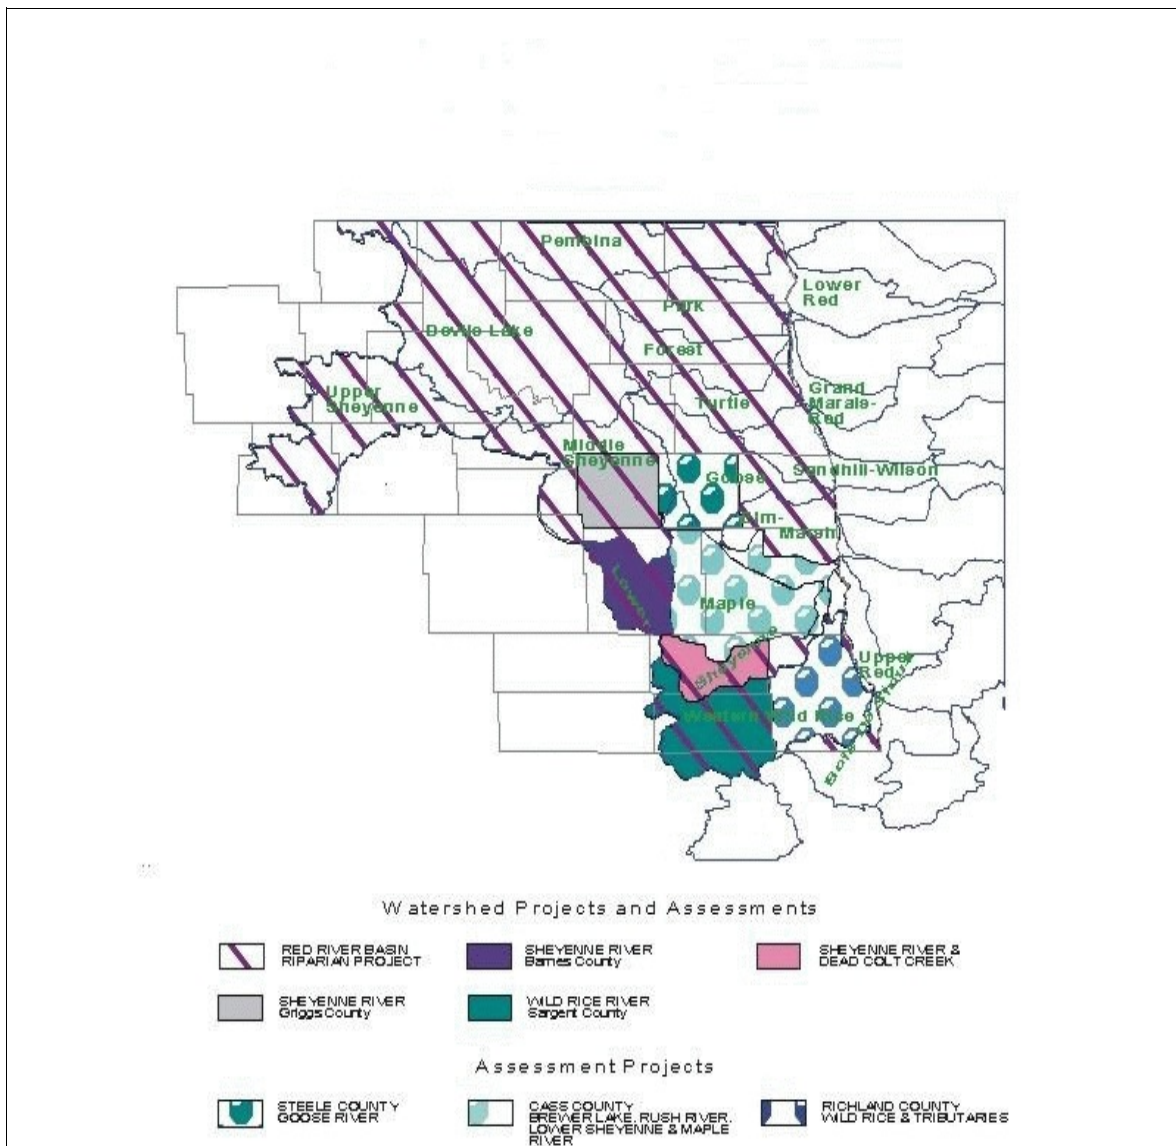 Pembina
Lower
Red
Park
Devils Lake
Forest
Grand
Marais-
Red
Upper
Sheyenne
Turtle
Middle
Sheyenne
Goose
Sandhill-Wilson
Elm-
Marsh
Lower
Maple
Sheyenne
Upper
Red
Western Wild Rice
Bois De Sioux
Watershed Projects and Assessments
RED RIVER BASIN
RIPARIAN PROJECT
SHEYENNE RIVER
Barnes County
SHEYENNE RIVER &
DEAD COLT CREEK
SHEYENNE RIVER
Griggs County
WILD RICE RIVER
Sargent County
Assessment Projects
STEELE COUNTY
GOOSE RIVER
CASS COUNTY
BREWER LAKE, RUSH RIVER,
LOWER SHEYENNE & MAPLE
RIVER
RICHLAND COUNTY
WILD RICE & TRIBUTARIES